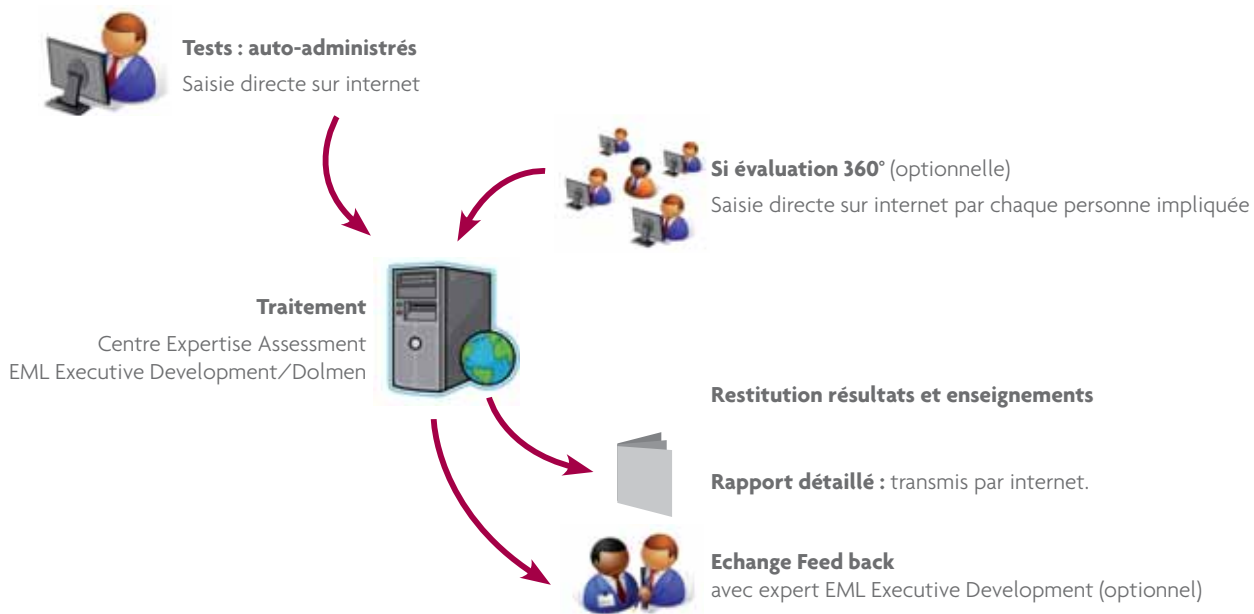 Tests : auto-administrés
Saisie directe sur internet
Si évaluation 360° (optionnelle)
Saisie directe sur internet par chaque personne impliquée
Traitement
Centre Expertise Assessment
EML Executive Development/Dolmen
Restitution résultats et enseignements
Rapport détaillé : transmis par internet.
Echange Feed back
avec expert EML Executive Development (optionnel)